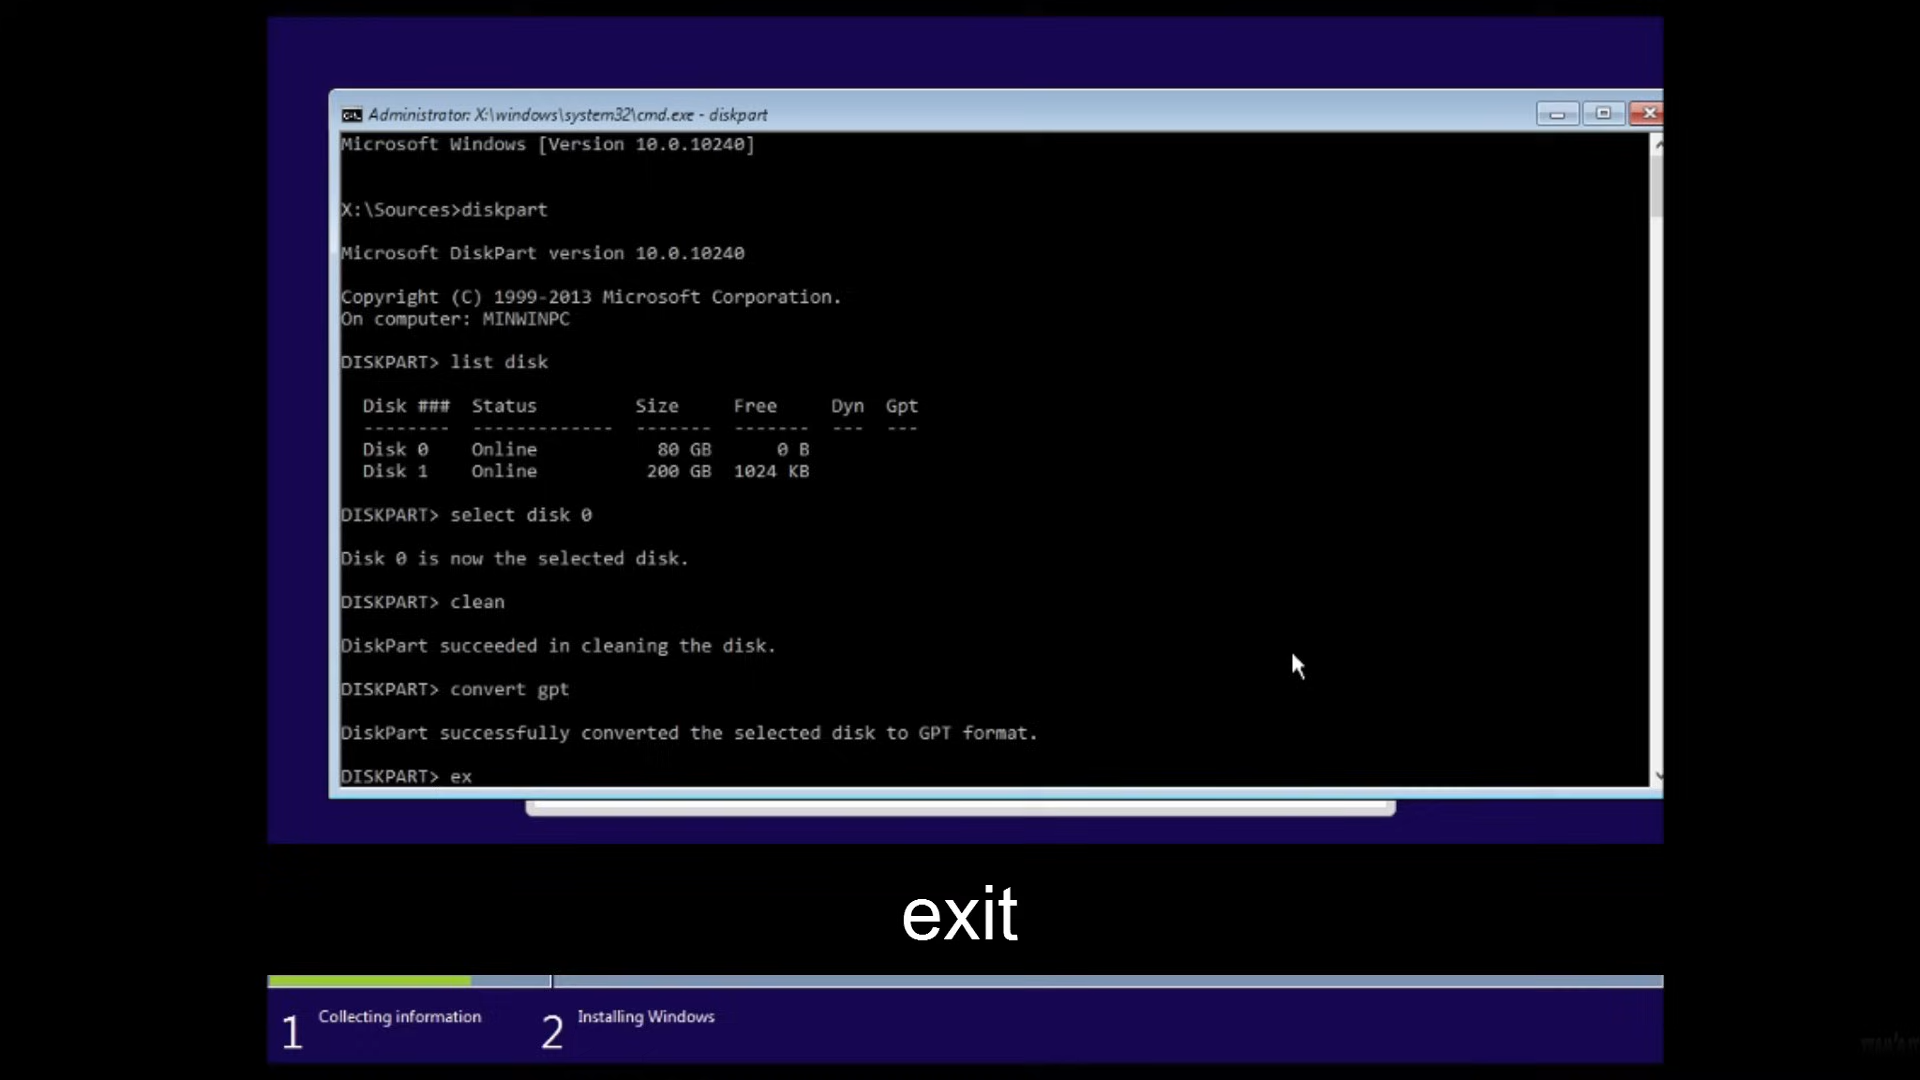 Administrator: X:\windows\system32\cmd.exe - diskpart
Microsoft Windows [Version 10.0.10240]
X:\Sources>diskpart
Microsoft DiskPart version 10.0.10240
Copyright (C) 1999-2013 Microsoft Corporation.
On computer: MINWINPC
DISKPART> list disk
Disk ### Status Size Free Dyn Gpt
-------- ------------- ------- ------- --- ---
Disk 0 Online 80 GB 0 B
Disk 1 Online 200 GB 1024 KB
DISKPART> select disk 0
Disk 0 is now the selected disk.
DISKPART> clean
DiskPart succeeded in cleaning the disk.
DISKPART> convert gpt
DiskPart successfully converted the selected disk to GPT format.
DISKPART> ex
exit
1 Collecting information 2 Installing Windows